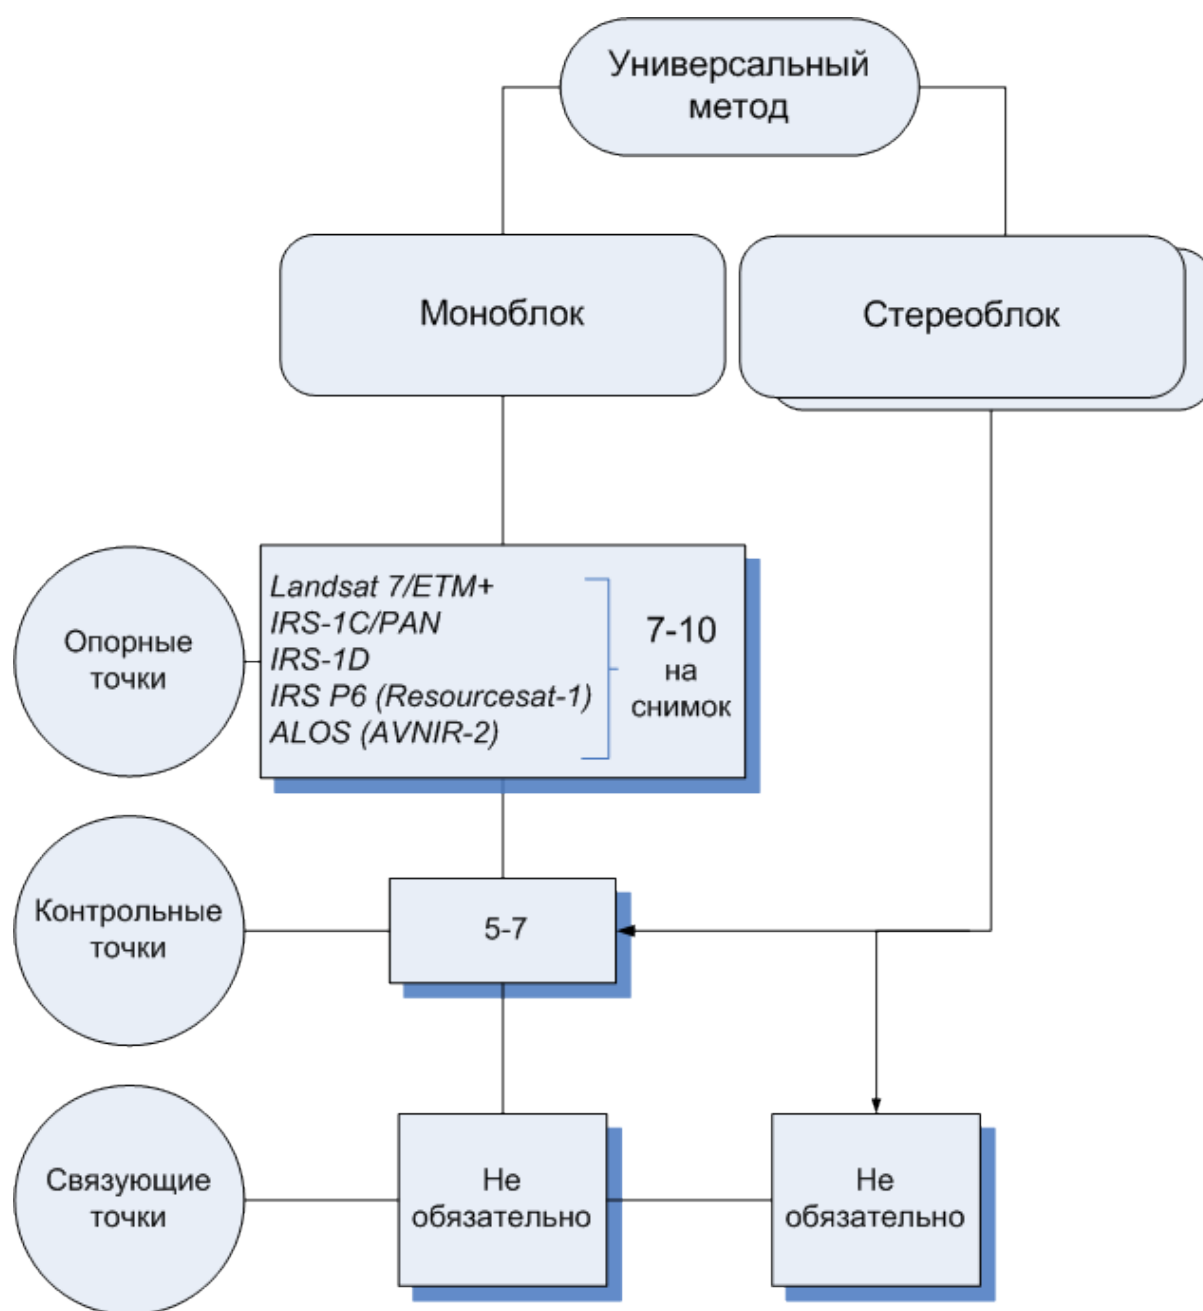 Универсальный
метод
Моноблок
Стереоблок
Опорные
точки
Landsat 7/ETM+
IRS-1C/PAN
IRS-1D
IRS P6 (Resourcesat-1)
ALOS (AVNIR-2)
7-10
на
снимок
Контрольные
точки
5-7
Связующие
точки
Не
обязательно
Не
обязательно